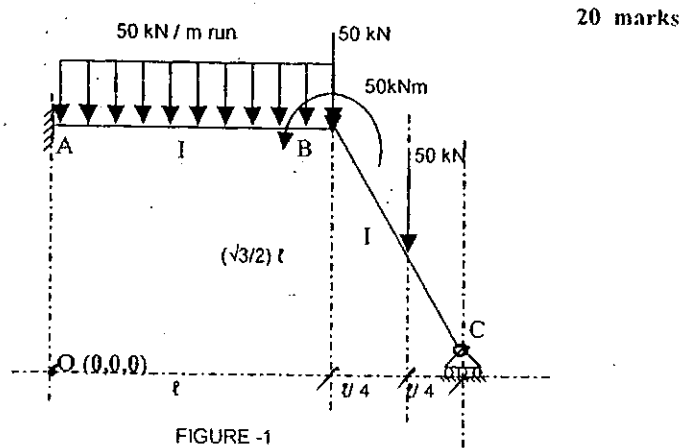 20 marks
50 kN / m run
50 kN
50kNm
A
I
B
50 kN
I
(√3/2) ℓ
C
O (0,0,0)
ℓ
ℓ/ 4
ℓ/ 4
FIGURE -1